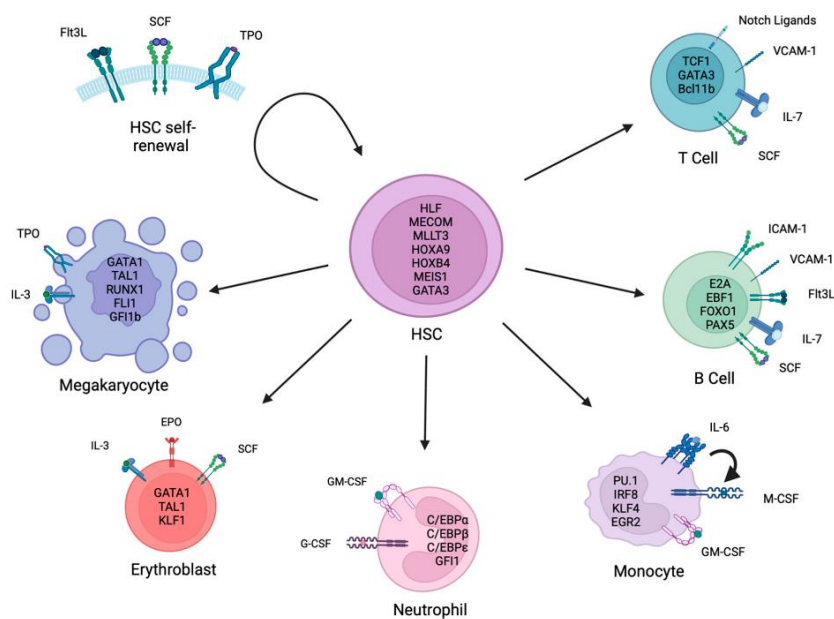 Flt3L
SCF
TPO
HSC self-
renewal
Notch Ligands
VCAM-1
TCF1
GATA3
Bcl11b
IL-7
SCF
T Cell
HLF
MECOM
MLLT3
HOXA9
HOXB4
MEIS1
GATA3
HSC
TPO
IL-3
GATA1
TAL1
RUNX1
FLI1
GFI1b
Megakaryocyte
ICAM-1
VCAM-1
Flt3L
IL-7
SCF
E2A
EBF1
FOXO1
PAX5
B Cell
IL-3
EPO
SCF
GATA1
TAL1
KLF1
Erythroblast
GM-CSF
G-CSF
C/EBPα
C/EBPβ
C/EBPε
GFI1
Neutrophil
IL-6
M-CSF
GM-CSF
PU.1
IRF8
KLF4
EGR2
Monocyte